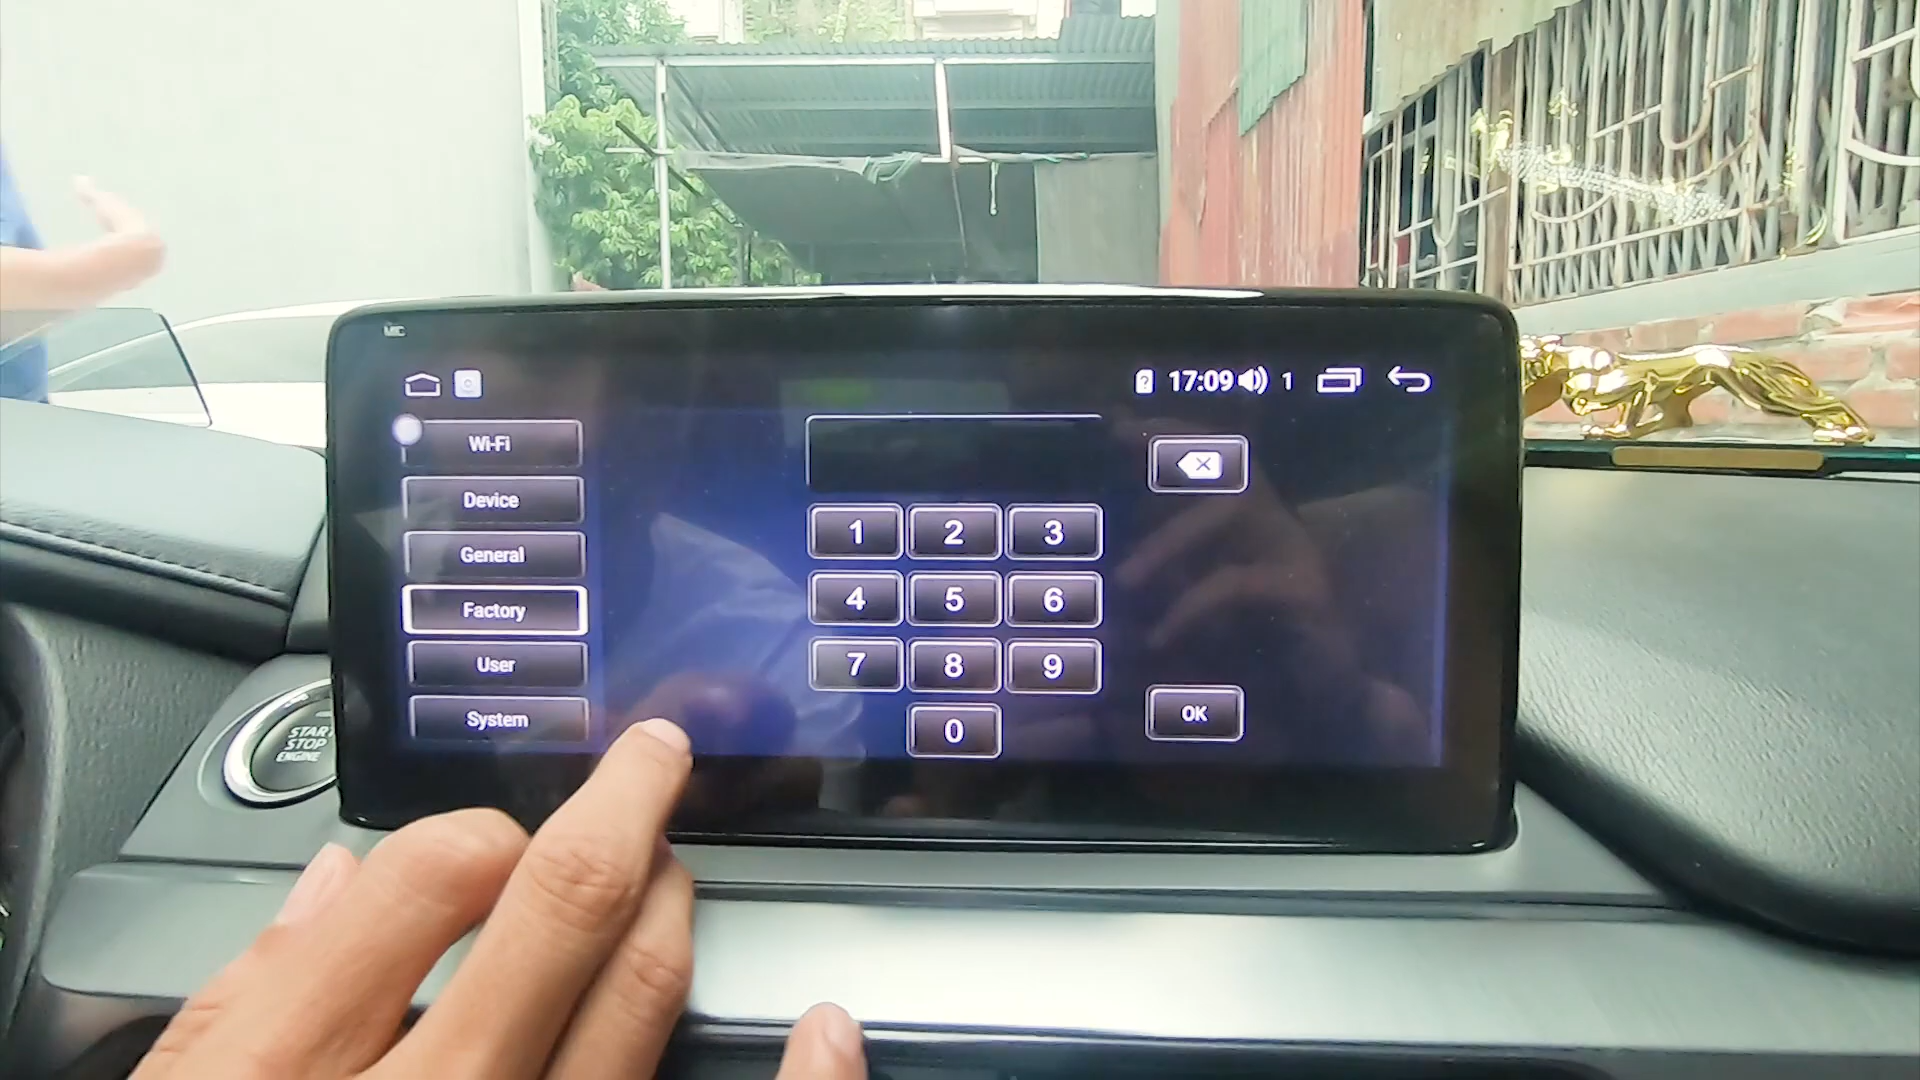 MIC
17:09 1
Wi-Fi
Device
General
Factory
User
System
1 2 3
4 5 6
7 8 9
0
OK
START
STOP
ENGINE